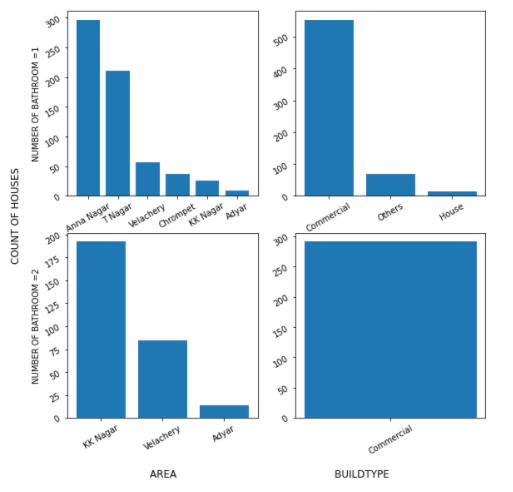 300
250
200
150
100
50
0
NUMBER OF BATHROOM =1
Anna Nagar
T Nagar
Velachery
Chrompet
KK Nagar
Adyar
500
400
300
200
100
0
Commercial
Others
House
COUNT OF HOUSES
200
175
150
125
100
75
50
25
0
NUMBER OF BATHROOM =2
KK Nagar
Velachery
Adyar
300
250
200
150
100
50
0
Commercial
AREA
BUILDTYPE